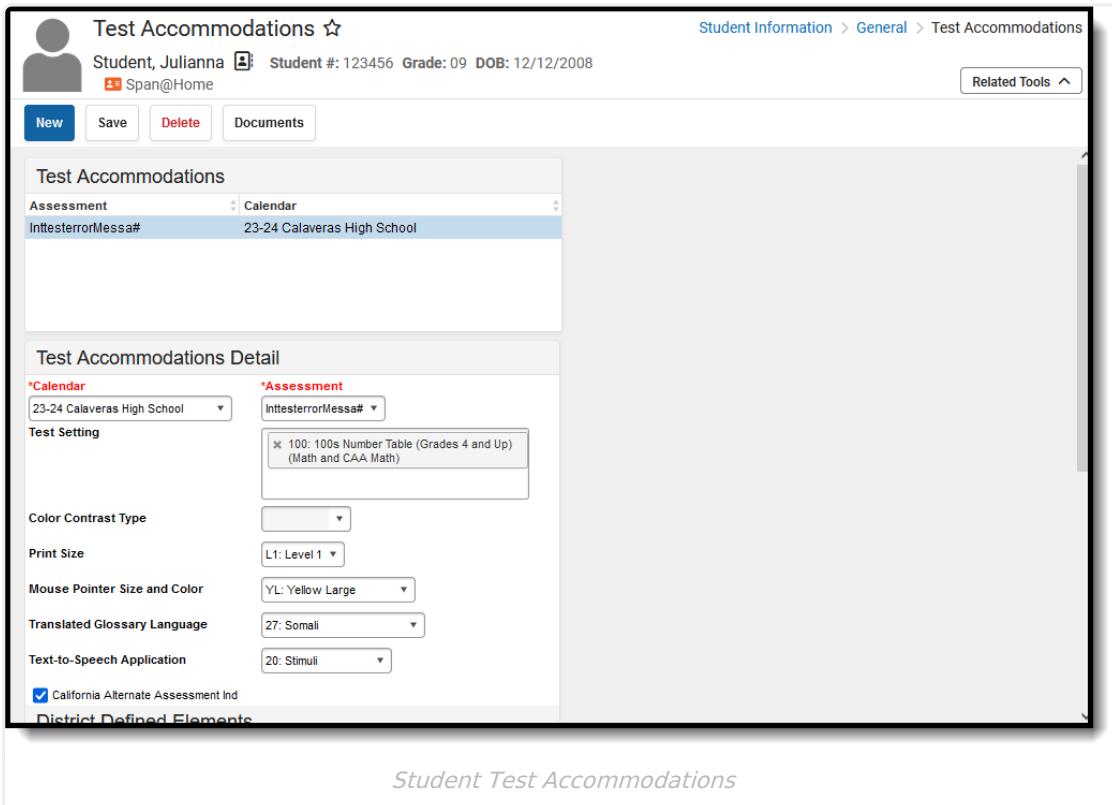 Test Accommodations ☆
Student Information > General > Test Accommodations
Student, Julianna Student #: 123456 Grade: 09 DOB: 12/12/2008
Span@Home
Related Tools
New Save Delete Documents
Test Accommodations
Assessment Calendar
InttesterrorMessa# 23-24 Calaveras High School
Test Accommodations Detail
*Calendar *Assessment
23-24 Calaveras High School InttesterrorMessa#
Test Setting
100: 100s Number Table (Grades 4 and Up)
(Math and CAA Math)
Color Contrast Type
Print Size L1: Level 1
Mouse Pointer Size and Color YL: Yellow Large
Translated Glossary Language 27: Somali
Text-to-Speech Application 20: Stimuli
California Alternate Assessment Ind
District Defined Elements
Student Test Accommodations